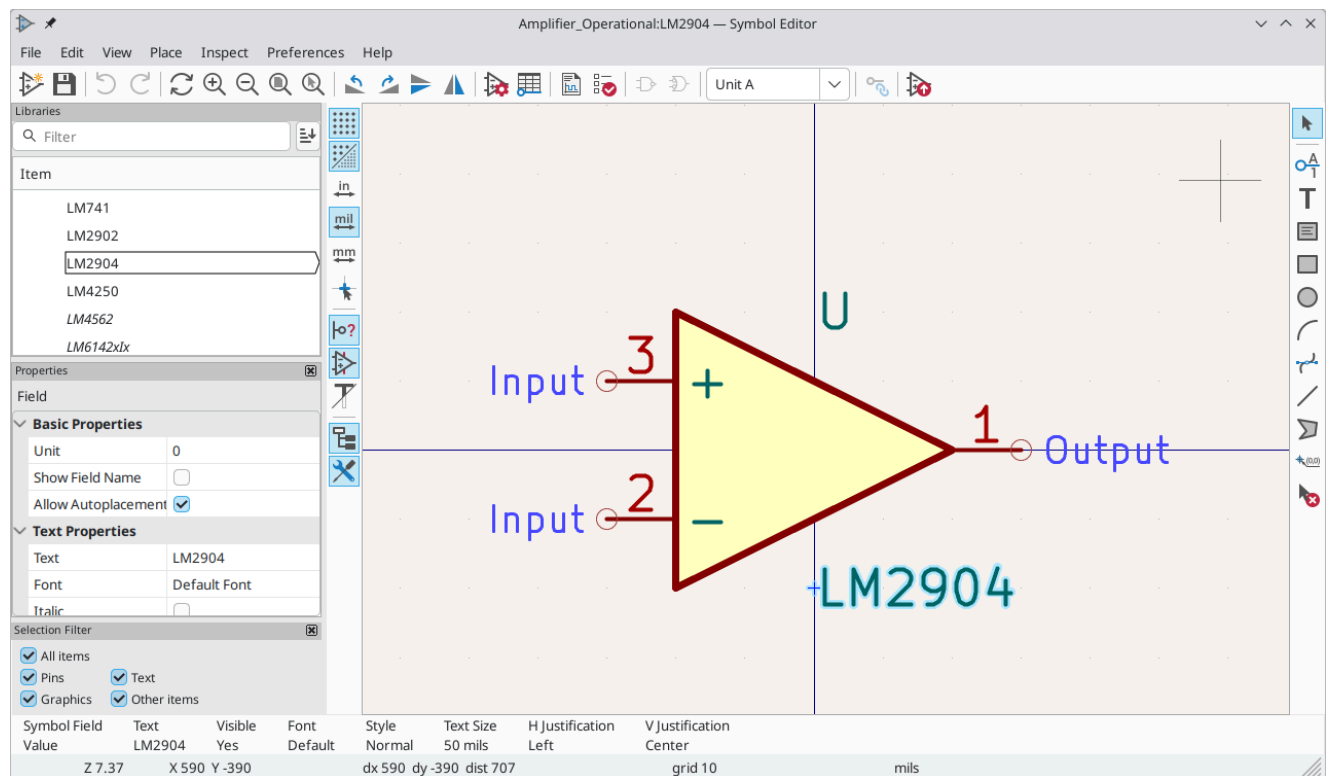 Amplifier_Operational:LM2904 — Symbol Editor
File Edit View Place Inspect Preferences Help
Unit A
Libraries
Filter
Item
LM741
LM2902
LM2904
LM4250
LM4562
LM6142xIx
Properties
Field
Basic Properties
Unit 0
Show Field Name
Allow Autoplacement
Text Properties
Text LM2904
Font Default Font
Italic
Selection Filter
All items
Pins Text
Graphics Other items
in
mil
mm
U
3
Input
+
1
Output
2
Input
−
LM2904
A
1
T
(0,0)
Symbol Field Text Visible Font Style Text Size H Justification V Justification
Value LM2904 Yes Default Normal 50 mils Left Center
Z 7.37 X 590 Y -390 dx 590 dy -390 dist 707 grid 10 mils